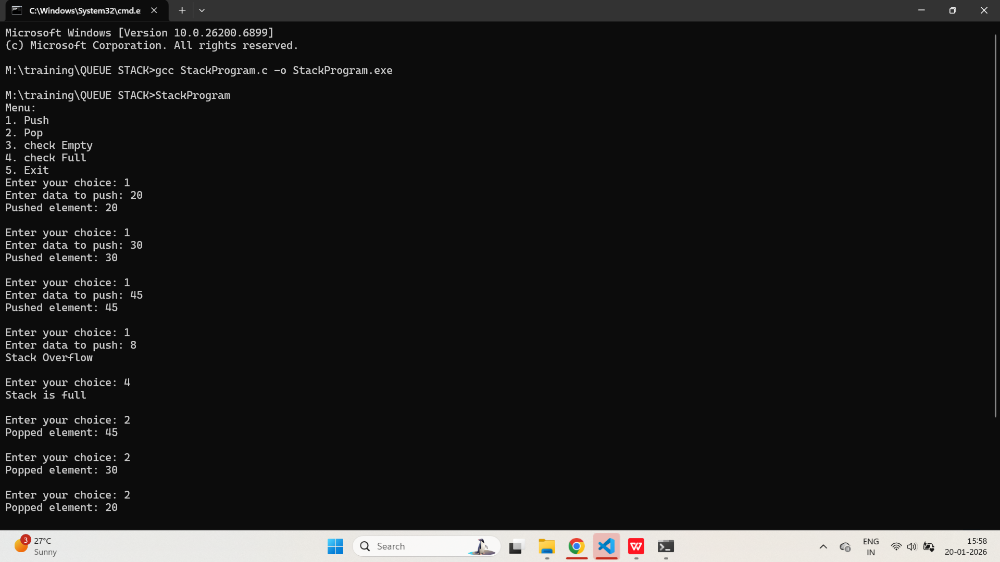 C:\Windows\System32\cmd.e
Microsoft Windows [Version 10.0.26200.6899]
(c) Microsoft Corporation. All rights reserved.
M:\training\QUEUE STACK>gcc StackProgram.c -o StackProgram.exe
M:\training\QUEUE STACK>StackProgram
Menu:
1. Push
2. Pop
3. check Empty
4. check Full
5. Exit
Enter your choice: 1
Enter data to push: 20
Pushed element: 20
Enter your choice: 1
Enter data to push: 30
Pushed element: 30
Enter your choice: 1
Enter data to push: 45
Pushed element: 45
Enter your choice: 1
Enter data to push: 8
Stack Overflow
Enter your choice: 4
Stack is full
Enter your choice: 2
Popped element: 45
Enter your choice: 2
Popped element: 30
Enter your choice: 2
Popped element: 20
3
27°C
Sunny
Search
W
ENG
IN
15:58
20-01-2026